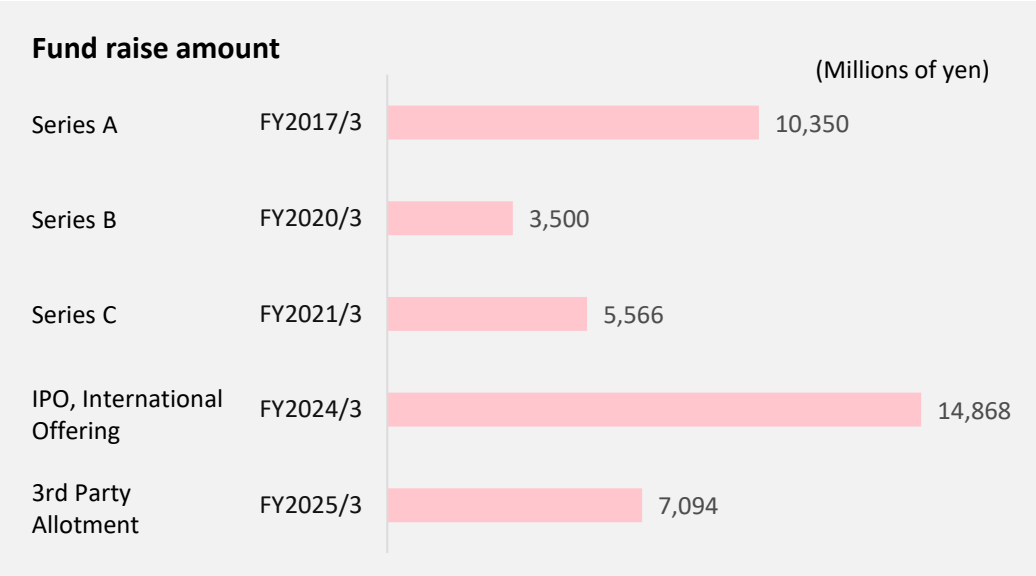 Fund raise amount
(Millions of yen)
Series A FY2017/3 10,350
Series B FY2020/3 3,500
Series C FY2021/3 5,566
IPO, International
Offering FY2024/3 14,868
3rd Party
Allotment FY2025/3 7,094